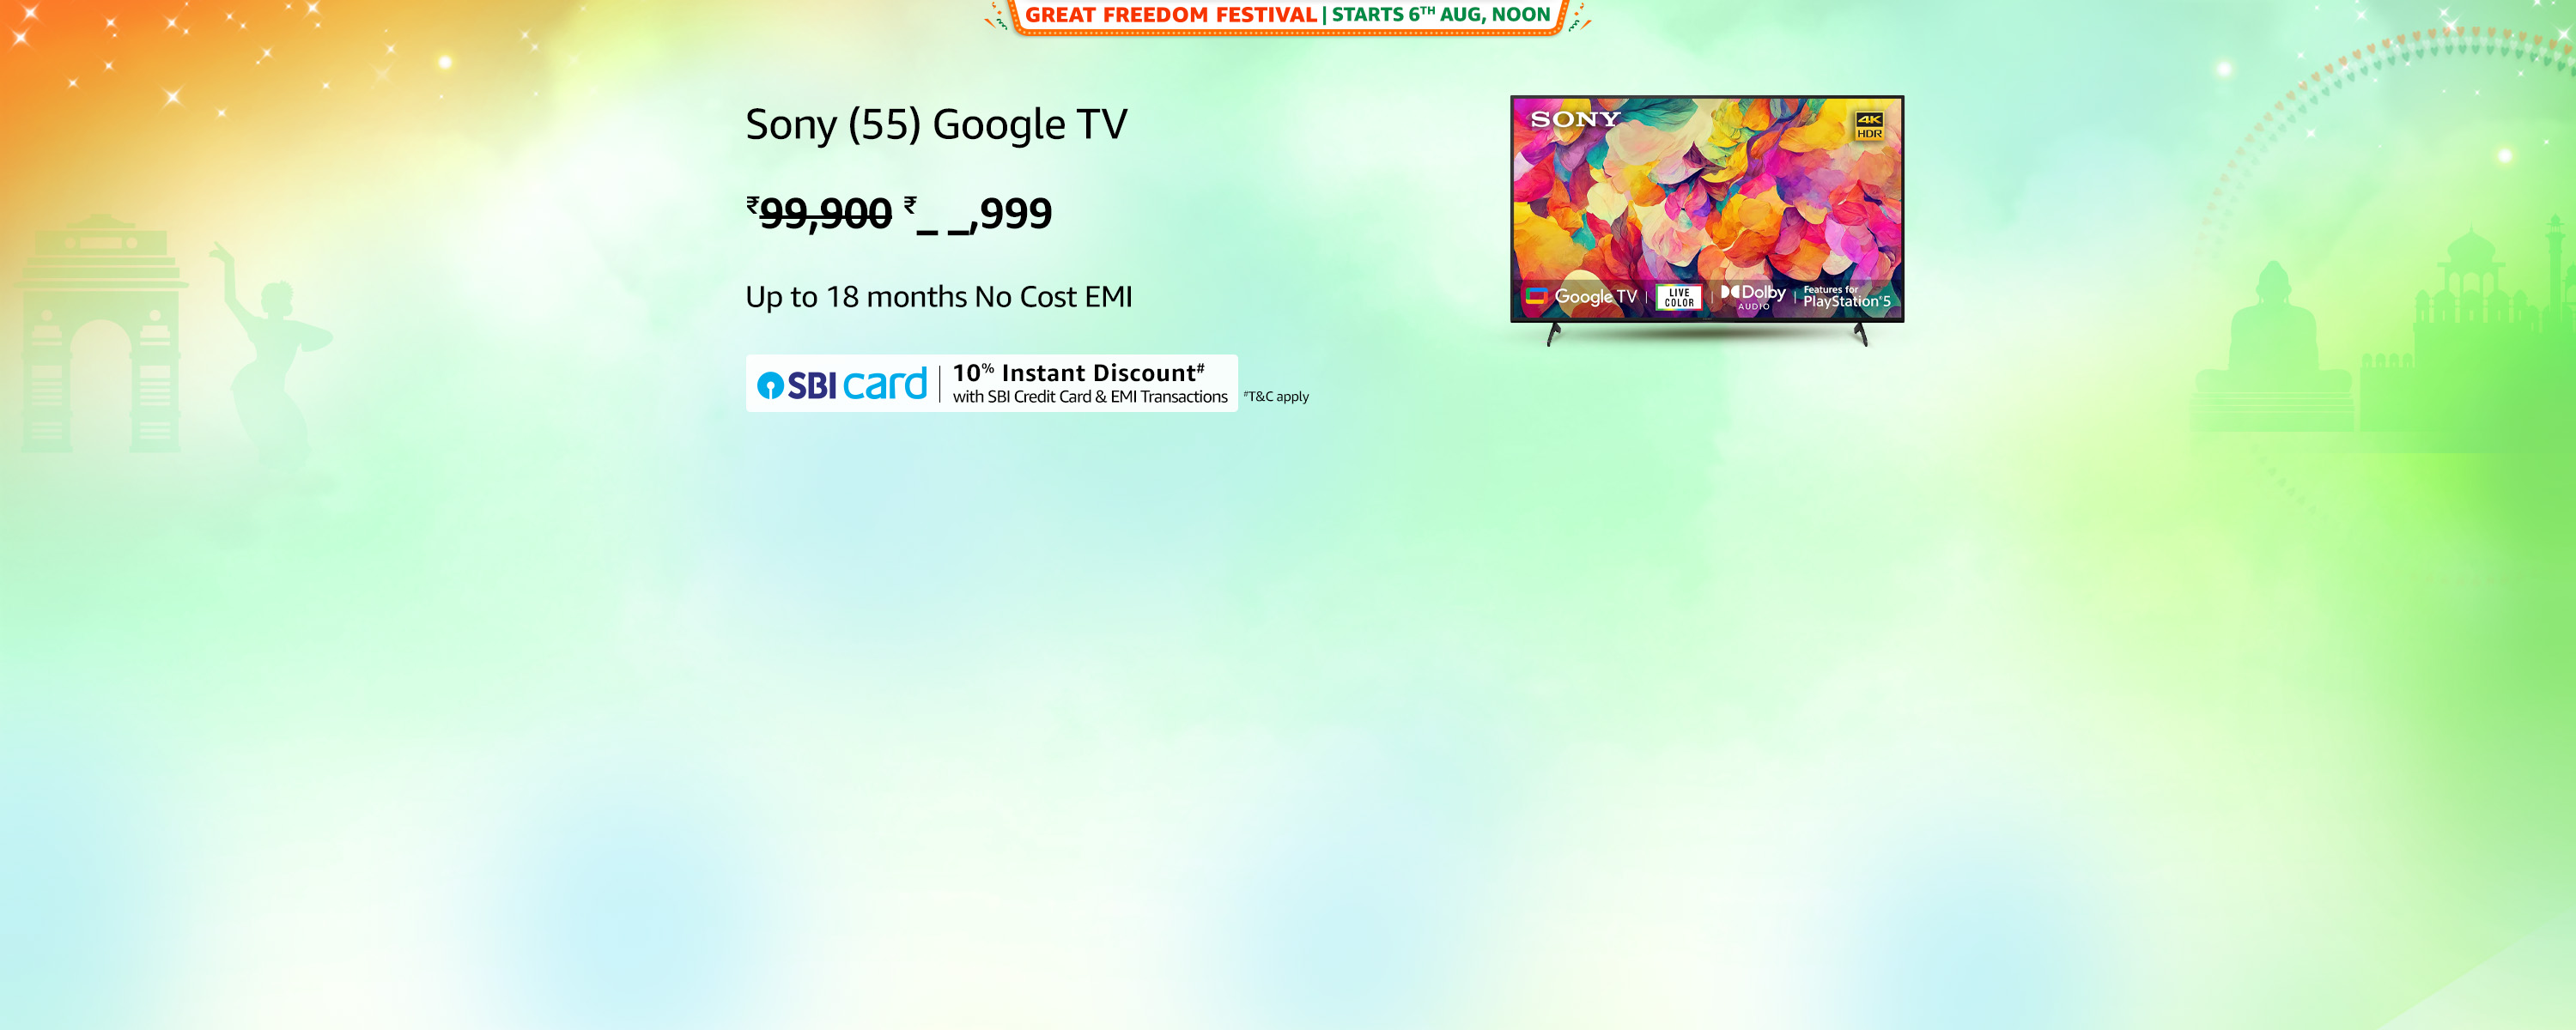 GREAT FREEDOM FESTIVAL | STARTS 6TH AUG, NOON
Sony (55) Google TV
₹99,900 ₹_ _,999
Up to 18 months No Cost EMI
SBI card | 10% Instant Discount#
with SBI Credit Card & EMI Transactions #T&C apply
SONY
4K
HDR
Google TV | LIVE COLOR | Dolby AUDIO | Features for PlayStation®5